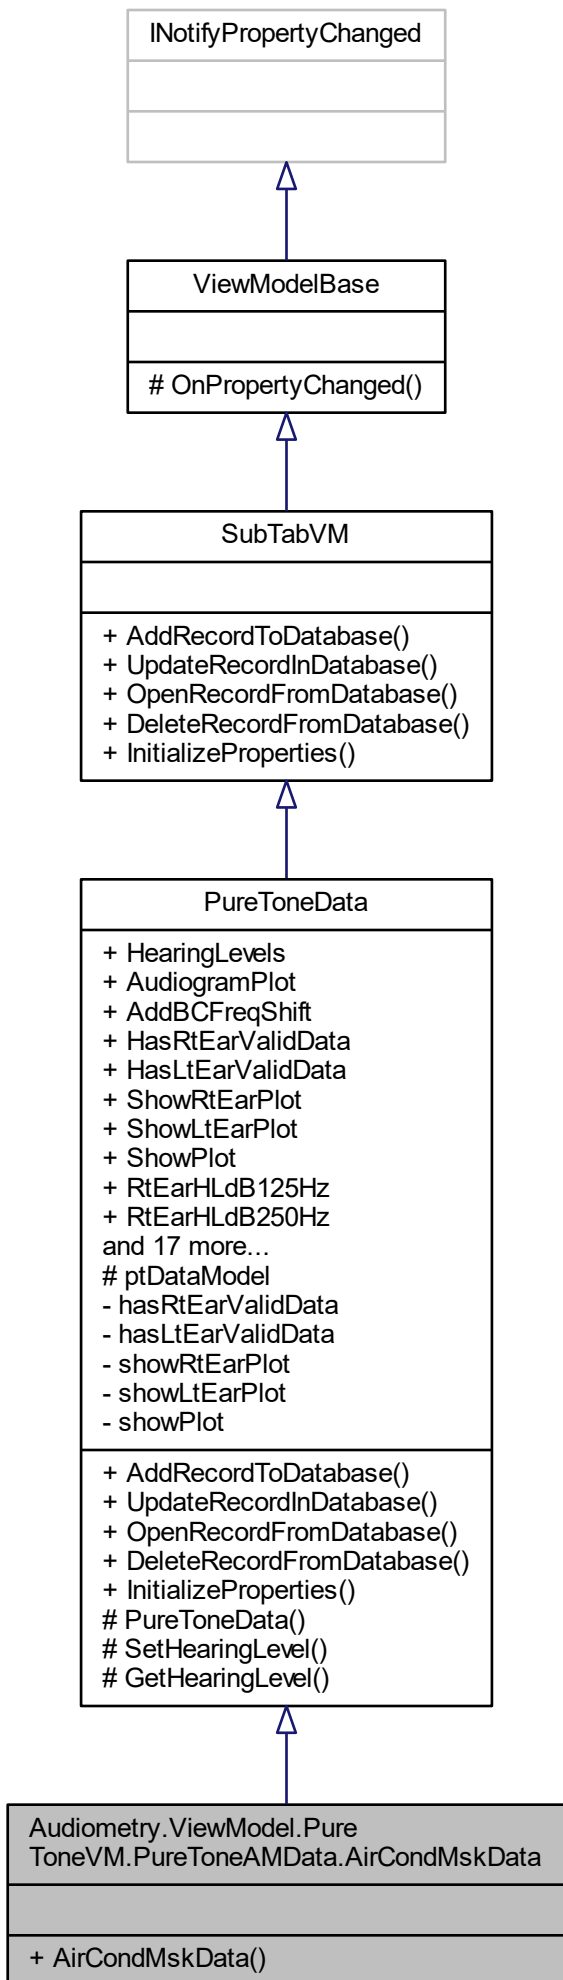 INotifyPropertyChanged
ViewModelBase
# OnPropertyChanged()
SubTabVM
+ AddRecordToDatabase()
+ UpdateRecordInDatabase()
+ OpenRecordFromDatabase()
+ DeleteRecordFromDatabase()
+ InitializeProperties()
PureToneData
+ HearingLevels
+ AudiogramPlot
+ AddBCFreqShift
+ HasRtEarValidData
+ HasLtEarValidData
+ ShowRtEarPlot
+ ShowLtEarPlot
+ ShowPlot
+ RtEarHLdB125Hz
+ RtEarHLdB250Hz
and 17 more...
# ptDataModel
- hasRtEarValidData
- hasLtEarValidData
- showRtEarPlot
- showLtEarPlot
- showPlot
+ AddRecordToDatabase()
+ UpdateRecordInDatabase()
+ OpenRecordFromDatabase()
+ DeleteRecordFromDatabase()
+ InitializeProperties()
# PureToneData()
# SetHearingLevel()
# GetHearingLevel()
Audiometry.ViewModel.Pure
ToneVM.PureToneAMData.AirCondMskData
+ AirCondMskData()